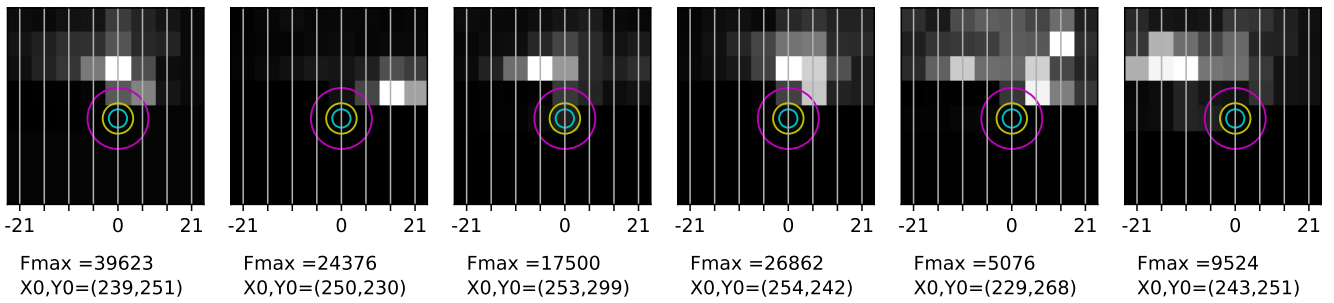 -21 0 21 -21 0 21 -21 0 21 -21 0 21 -21 0 21 -21 0 21
Fmax =39623 Fmax =24376 Fmax =17500 Fmax =26862 Fmax =5076 Fmax =9524
X0,Y0=(239,251) X0,Y0=(250,230) X0,Y0=(253,299) X0,Y0=(254,242) X0,Y0=(229,268) X0,Y0=(243,251)